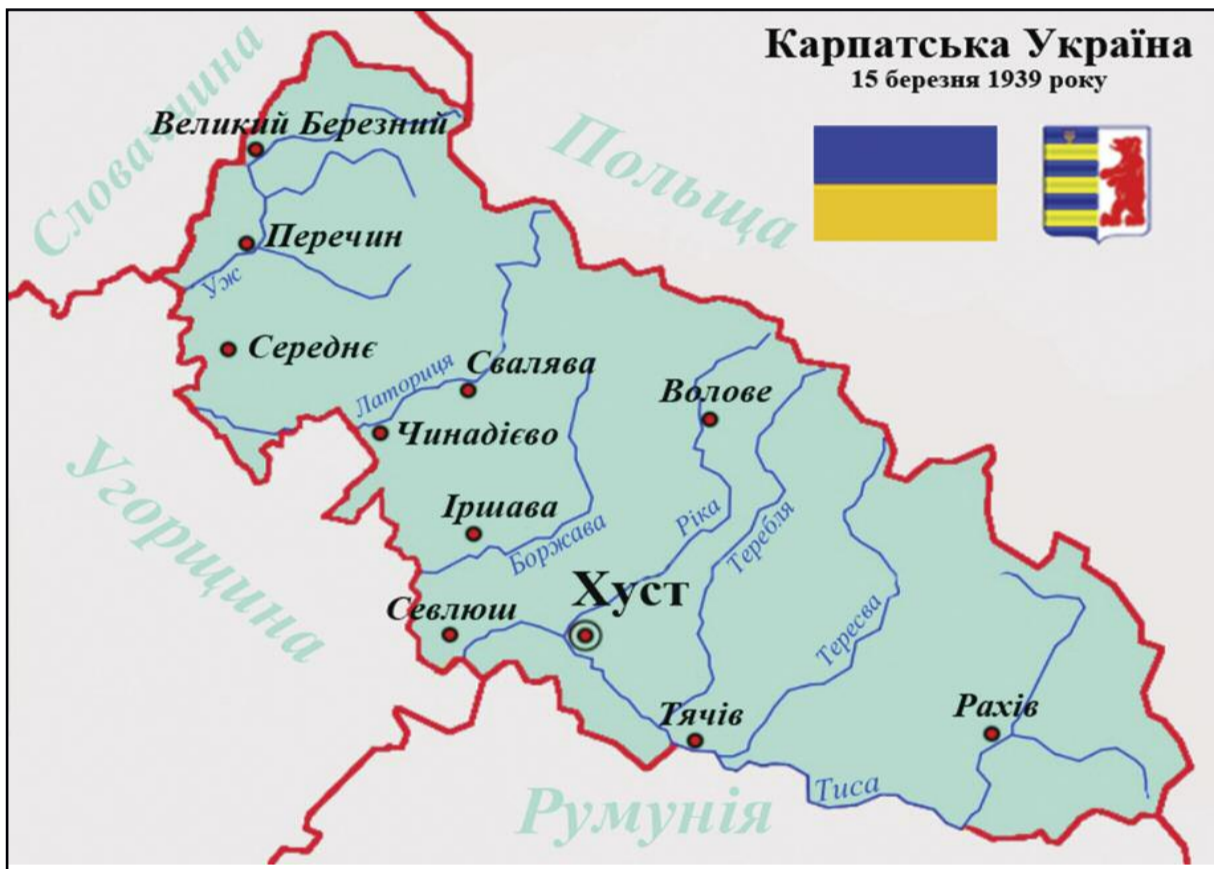 Карпатська Україна
15 березня 1939 року
Словаччина
Польща
Великий Березний
Перечин
Уж
Середнє
Свалява
Латориця
Волове
Чинадієво
Угорщина
Іршава
Боржава
Ріка
Теребля
Хуст
Севлюш
Тересва
Тячів
Рахів
Тиса
Румунія